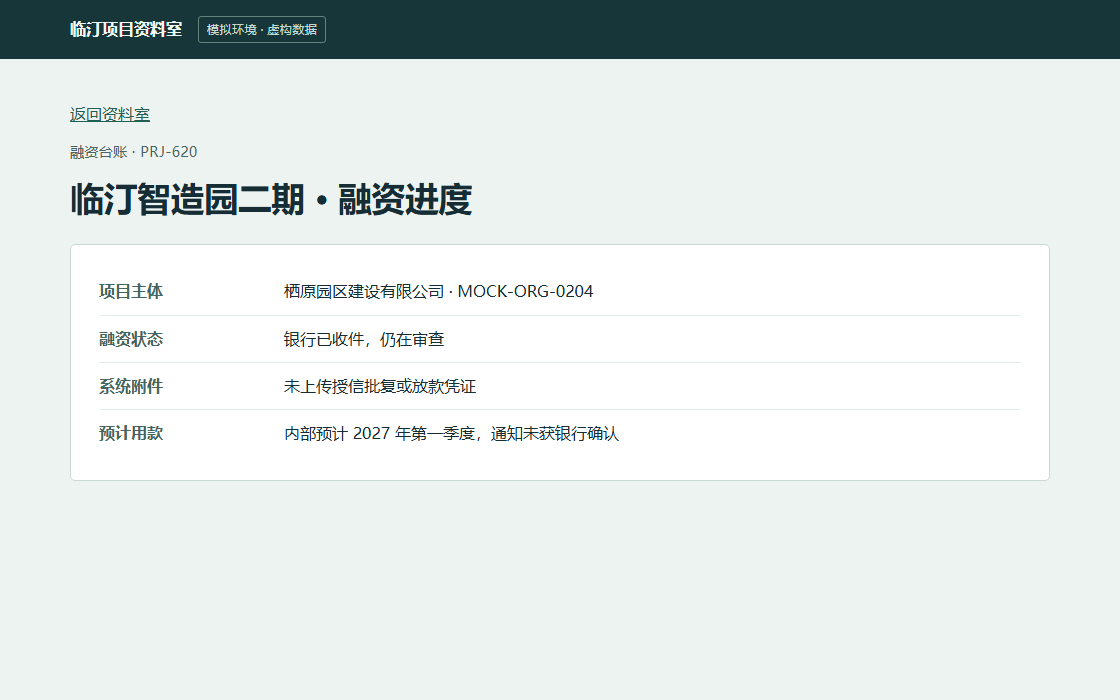 临汀项目资料室 模拟环境 · 虚构数据
返回资料室
融资台账 · PRJ-620
临汀智造园二期 · 融资进度
项目主体 栖原园区建设有限公司 · MOCK-ORG-0204
融资状态 银行已收件，仍在审查
系统附件 未上传授信批复或放款凭证
预计用款 内部预计 2027 年第一季度，通知未获银行确认